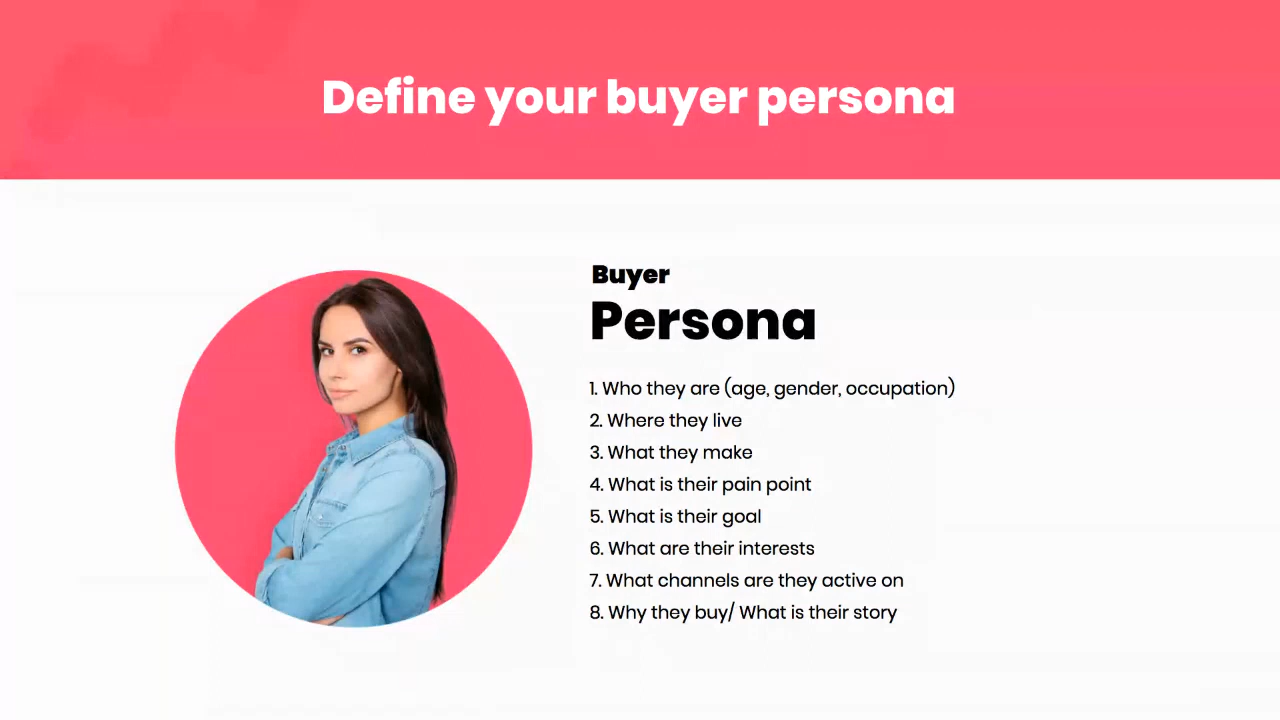 Define your buyer persona
Buyer
Persona
1. Who they are (age, gender, occupation)
2. Where they live
3. What they make
4. What is their pain point
5. What is their goal
6. What are their interests
7. What channels are they active on
8. Why they buy/ What is their story